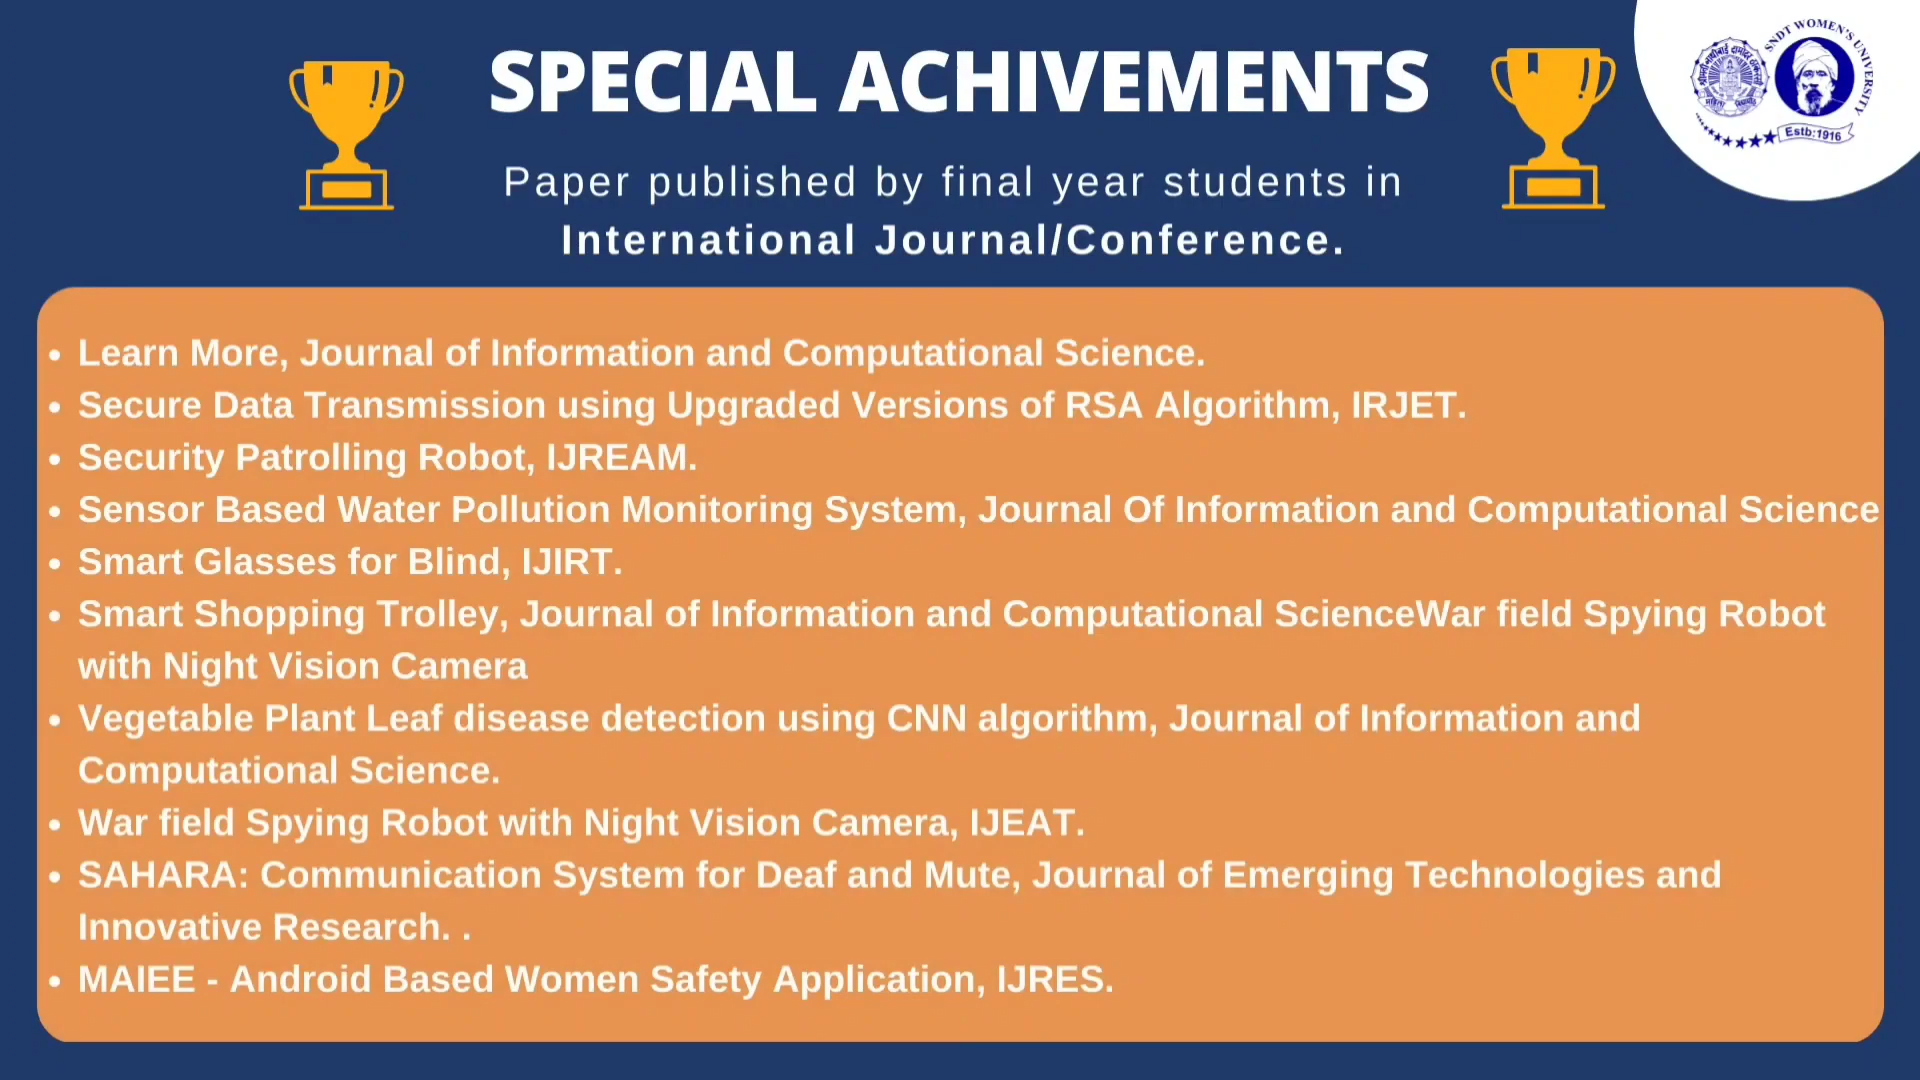 SPECIAL ACHIVEMENTS
SNDT WOMEN'S UNIVERSITY
Estb:1916
Paper published by final year students in
International Journal/Conference.
• Learn More, Journal of Information and Computational Science.
• Secure Data Transmission using Upgraded Versions of RSA Algorithm, IRJET.
• Security Patrolling Robot, IJREAM.
• Sensor Based Water Pollution Monitoring System, Journal Of Information and Computational Science
• Smart Glasses for Blind, IJIRT.
• Smart Shopping Trolley, Journal of Information and Computational ScienceWar field Spying Robot
with Night Vision Camera
• Vegetable Plant Leaf disease detection using CNN algorithm, Journal of Information and
Computational Science.
• War field Spying Robot with Night Vision Camera, IJEAT.
• SAHARA: Communication System for Deaf and Mute, Journal of Emerging Technologies and
Innovative Research. .
• MAIEE - Android Based Women Safety Application, IJRES.